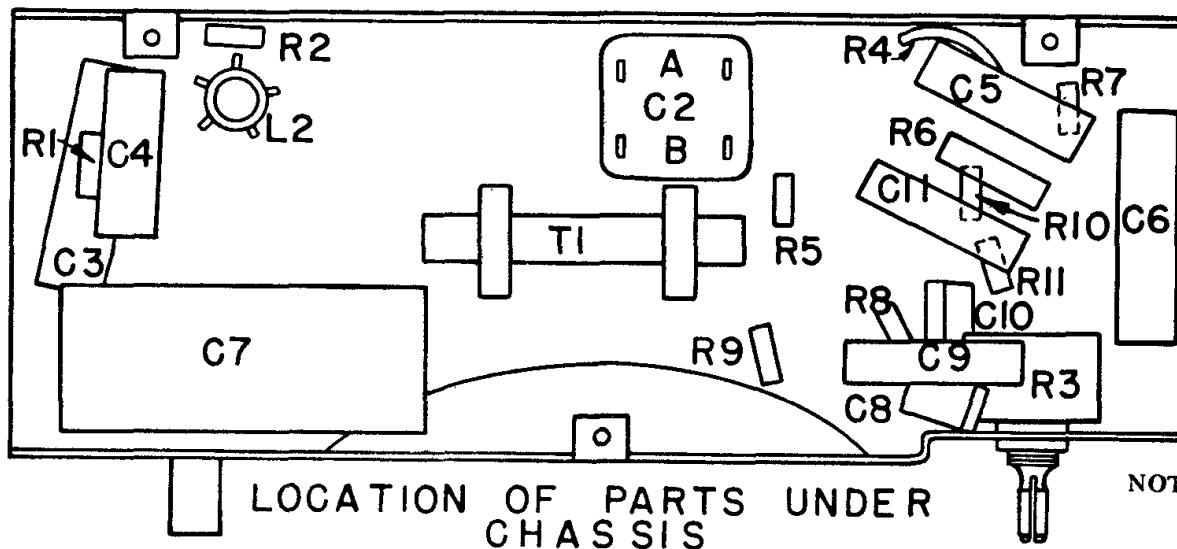 R2
R4
A
C2
B
C5
R7
L2
R1
C4
R6
C11
R10
C6
T1
R5
C3
R11
R8
C10
C7
R9
C9
R3
C8
NOT
LOCATION OF PARTS UNDER
CHASSIS